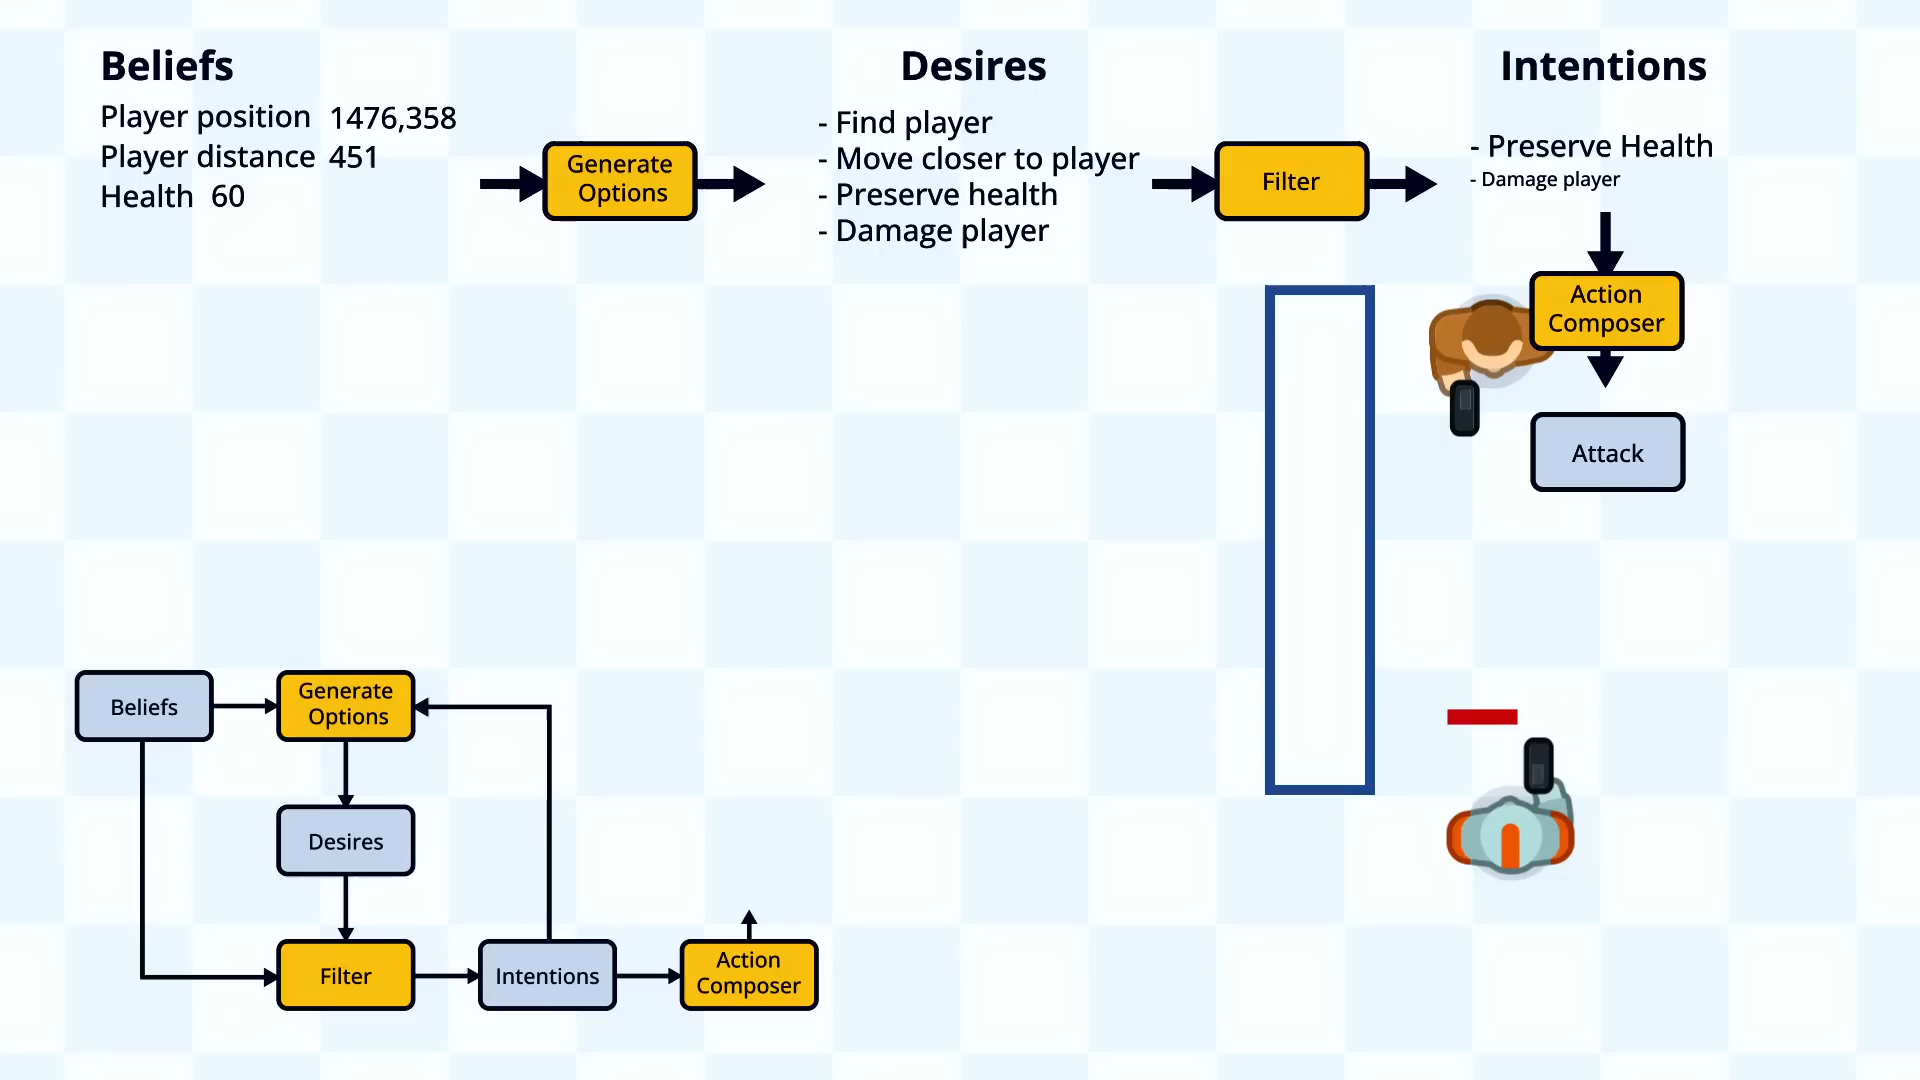 Beliefs
Player position 1476,358
Player distance 451
Health 60
Generate
Options
Desires
- Find player
- Move closer to player
- Preserve health
- Damage player
Filter
Intentions
- Preserve Health
- Damage player
Action
Composer
Attack
Beliefs
Generate
Options
Desires
Filter
Intentions
Action
Composer